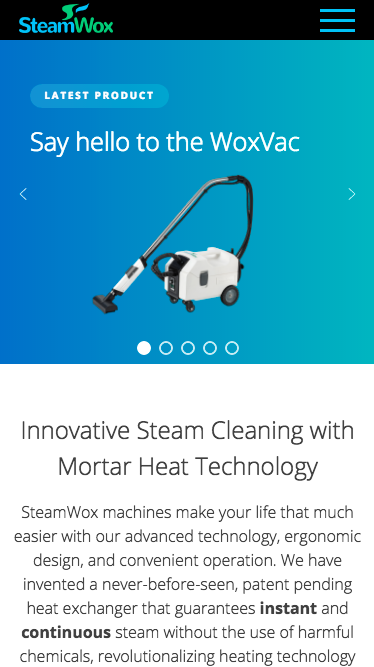 SteamWox
LATEST PRODUCT
Say hello to the WoxVac
Innovative Steam Cleaning with
Mortar Heat Technology
SteamWox machines make your life that much
easier with our advanced technology, ergonomic
design, and convenient operation. We have
invented a never-before-seen, patent pending
heat exchanger that guarantees instant and
continuous steam without the use of harmful
chemicals, revolutionalizing heating technology